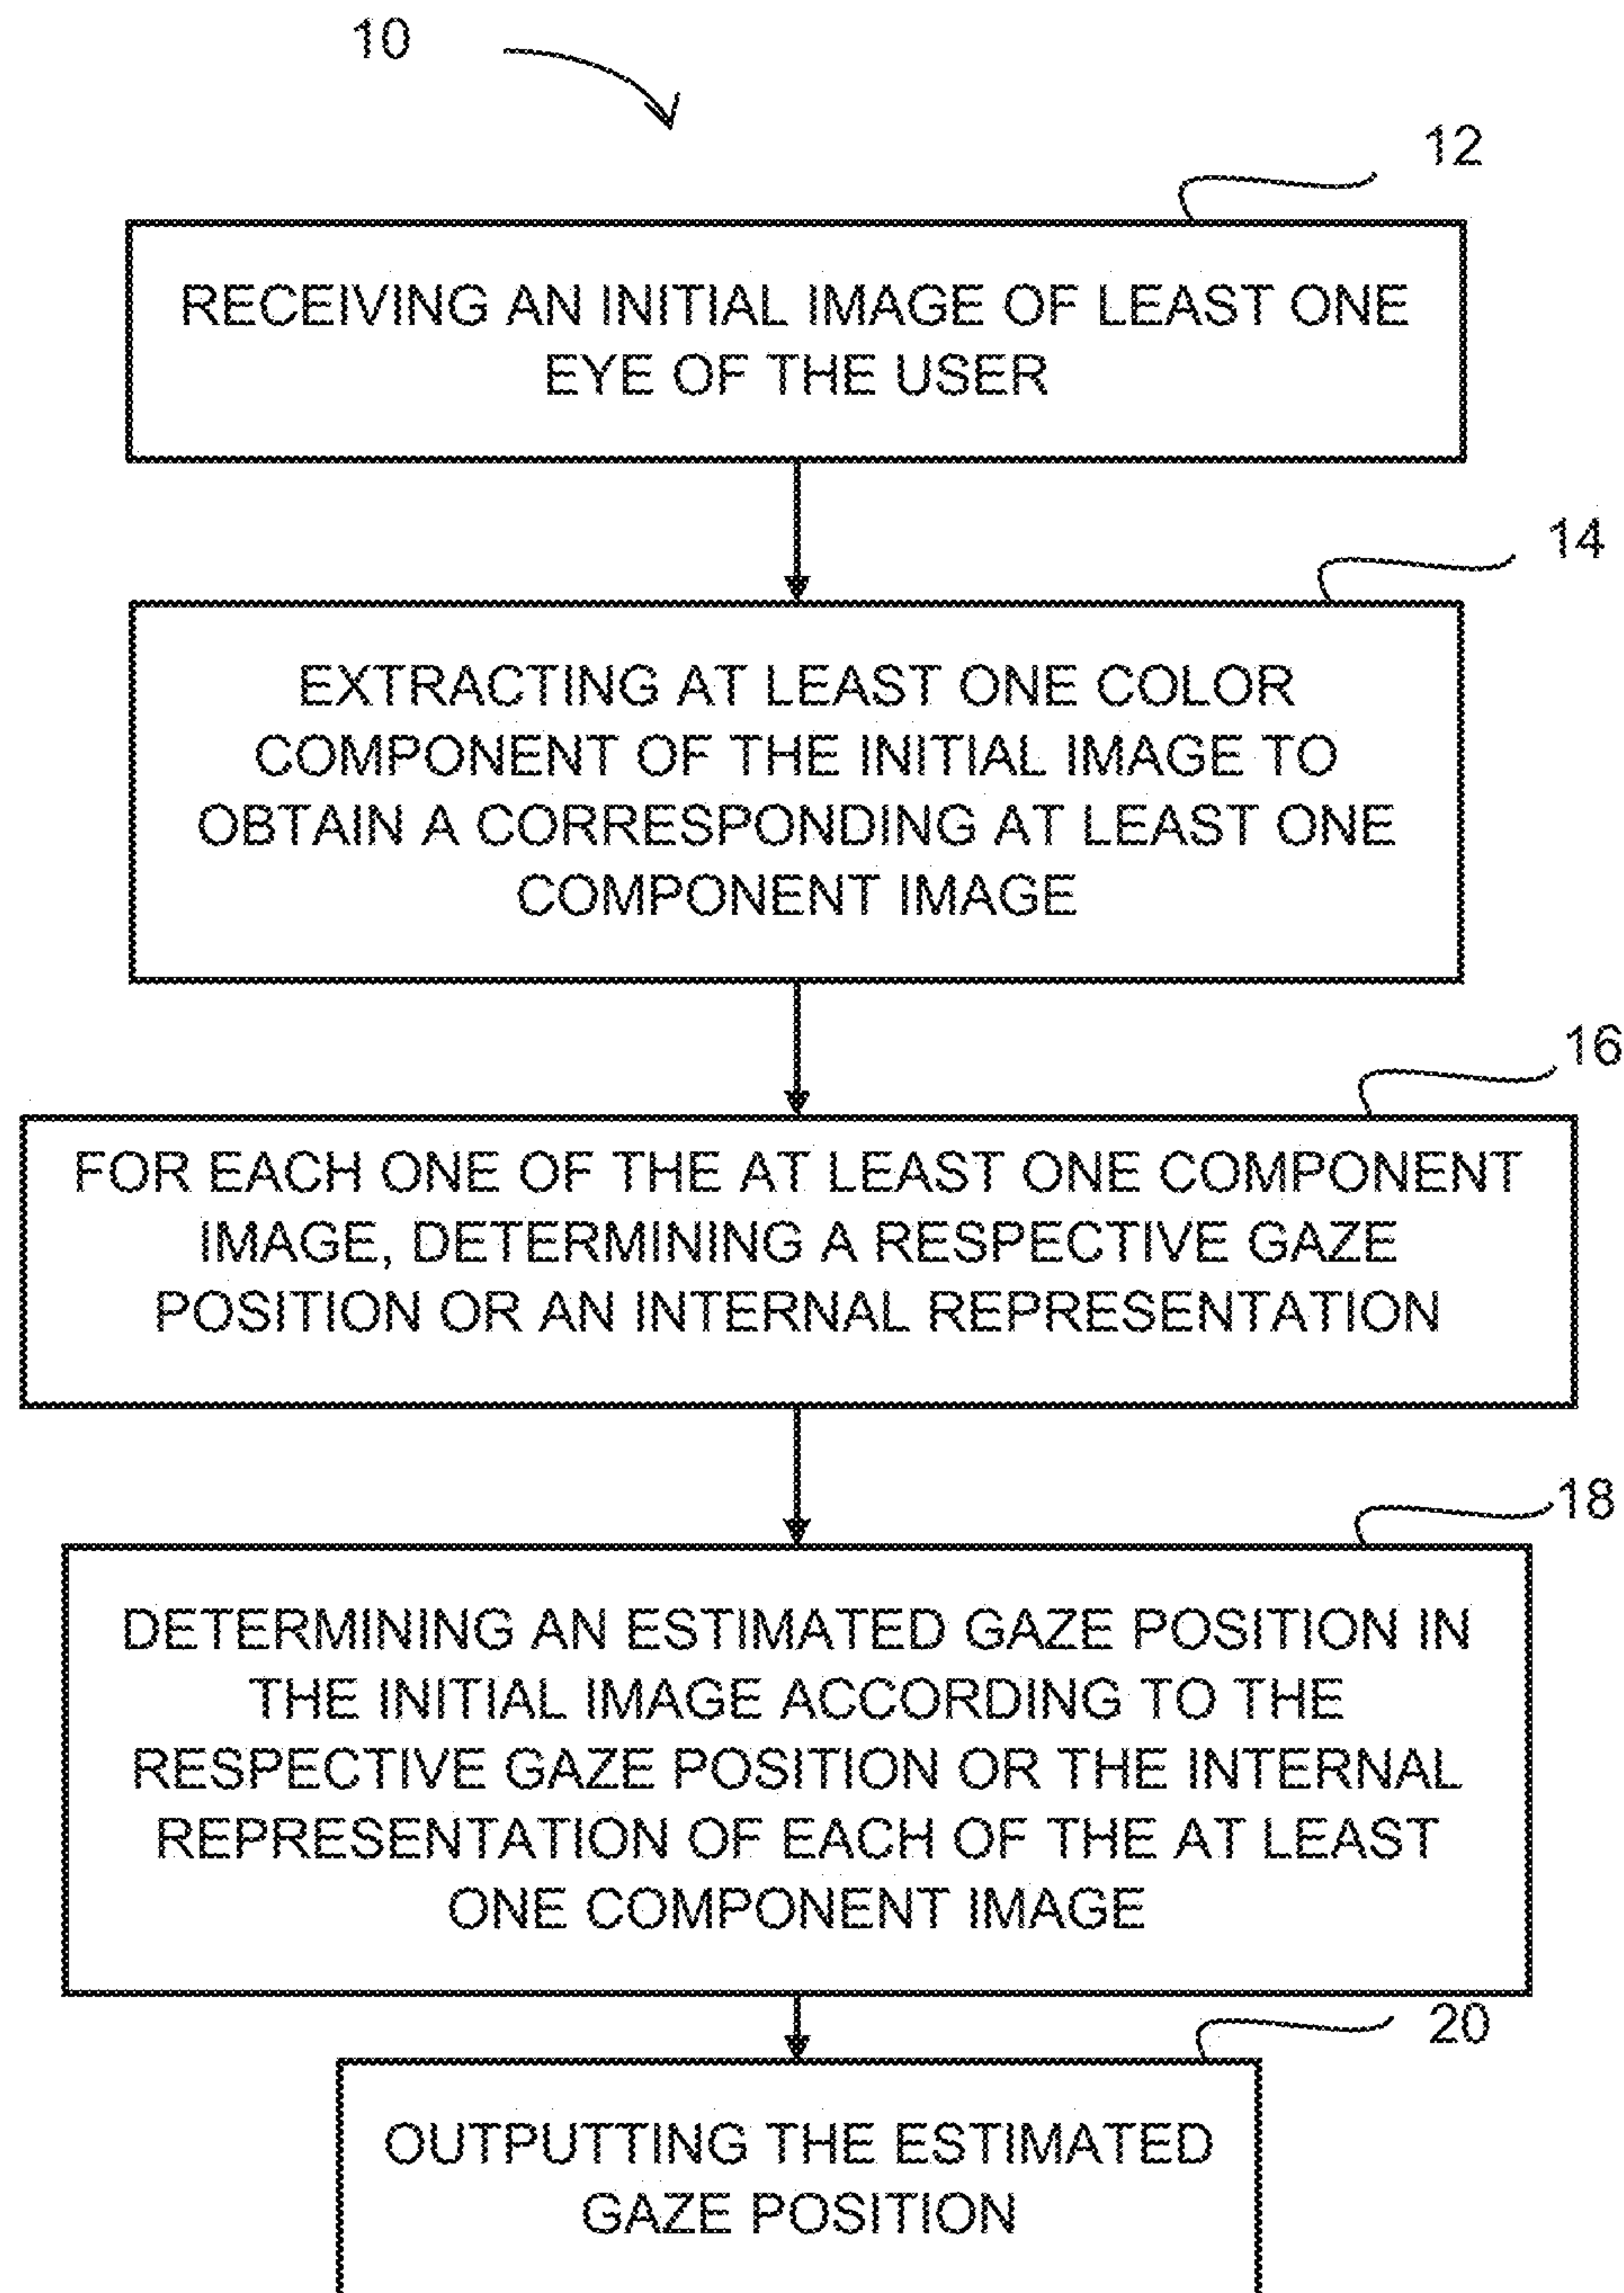 10
12
RECEIVING AN INITIAL IMAGE OF LEAST ONE
EYE OF THE USER
14
EXTRACTING AT LEAST ONE COLOR
COMPONENT OF THE INITIAL IMAGE TO
OBTAIN A CORRESPONDING AT LEAST ONE
COMPONENT IMAGE
16
FOR EACH ONE OF THE AT LEAST ONE COMPONENT
IMAGE, DETERMINING A RESPECTIVE GAZE
POSITION OR AN INTERNAL REPRESENTATION
18
DETERMINING AN ESTIMATED GAZE POSITION IN
THE INITIAL IMAGE ACCORDING TO THE
RESPECTIVE GAZE POSITION OR THE INTERNAL
REPRESENTATION OF EACH OF THE AT LEAST
ONE COMPONENT IMAGE
20
OUTPUTTING THE ESTIMATED
GAZE POSITION